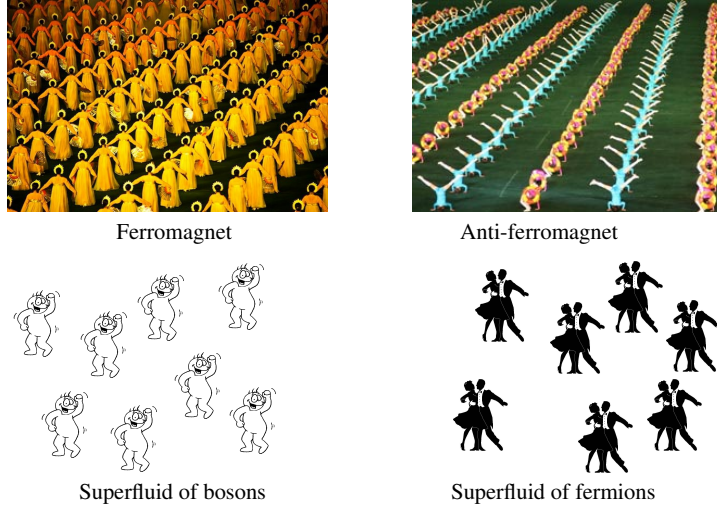 Ferromagnet
Anti-ferromagnet
Superfluid of bosons
Superfluid of fermions